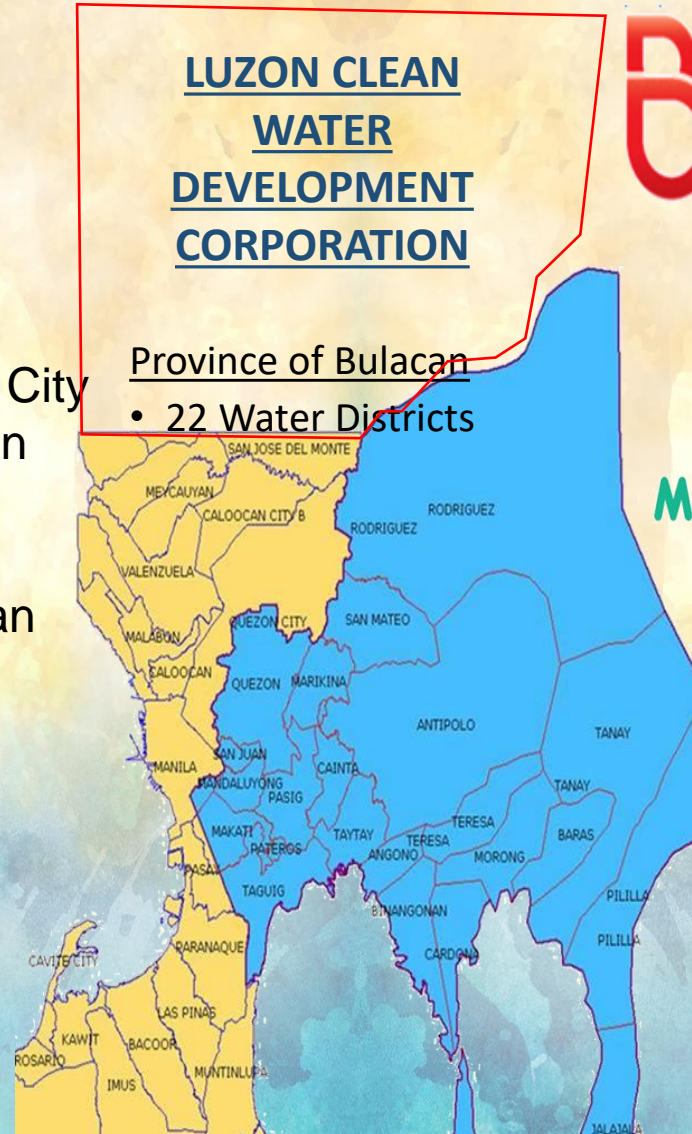 LUZON CLEAN
WATER
DEVELOPMENT
CORPORATION
Province of Bulacan
• 22 Water Districts
City
n
an
M
SAN JOSE DEL MONTE
MEYCAUYAN
CALOOCAN CITY B
RODRIGUEZ
RODRIGUEZ
VALENZUELA
QUEZON CITY
SAN MATEO
MALABON
CALOOCAN
QUEZON
MARIKINA
ANTIPOLO
TANAY
SAN JUAN
MANILA
CAINTA
MANDALUYONG
PASIG
TANAY
MAKATI
PATEROS
TAYTAY
TERESA
TERESA
BARAS
ANGONO
MORONG
PASAY
TAGUIG
PILILLA
BINANGONAN
PILILLA
PARANAQUE
CARDONA
CAVITE CITY
LAS PINAS
KAWIT
BACOOR
ROSARIO
IMUS
MUNTINLUPA
JALAJALA